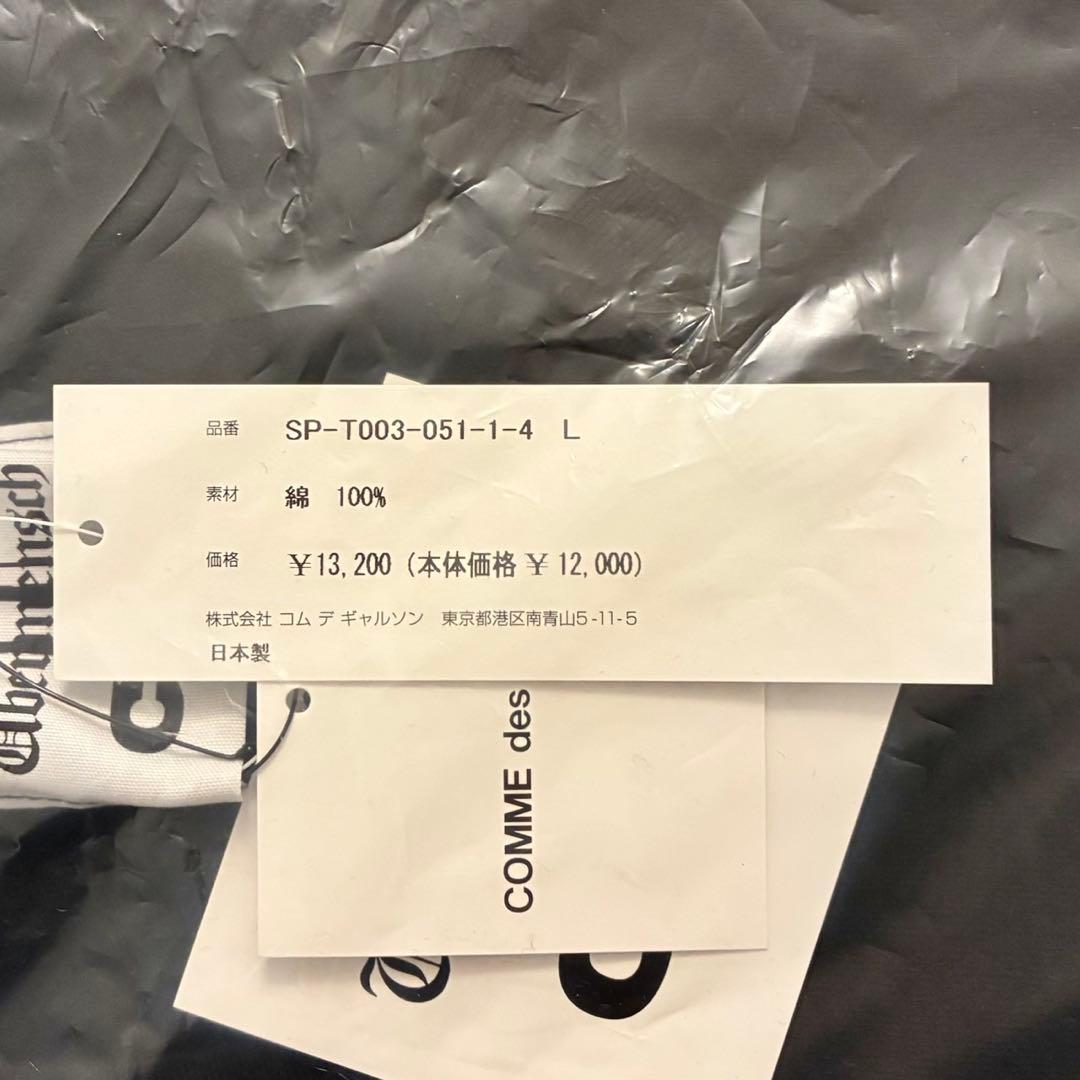 品番 SP-T003-051-1-4 L
素材 綿 100%
価格 ￥13,200 (本体価格￥12,000)
株式会社 コム デ ギャルソン 東京都港区南青山5-11-5
日本製
COMME des